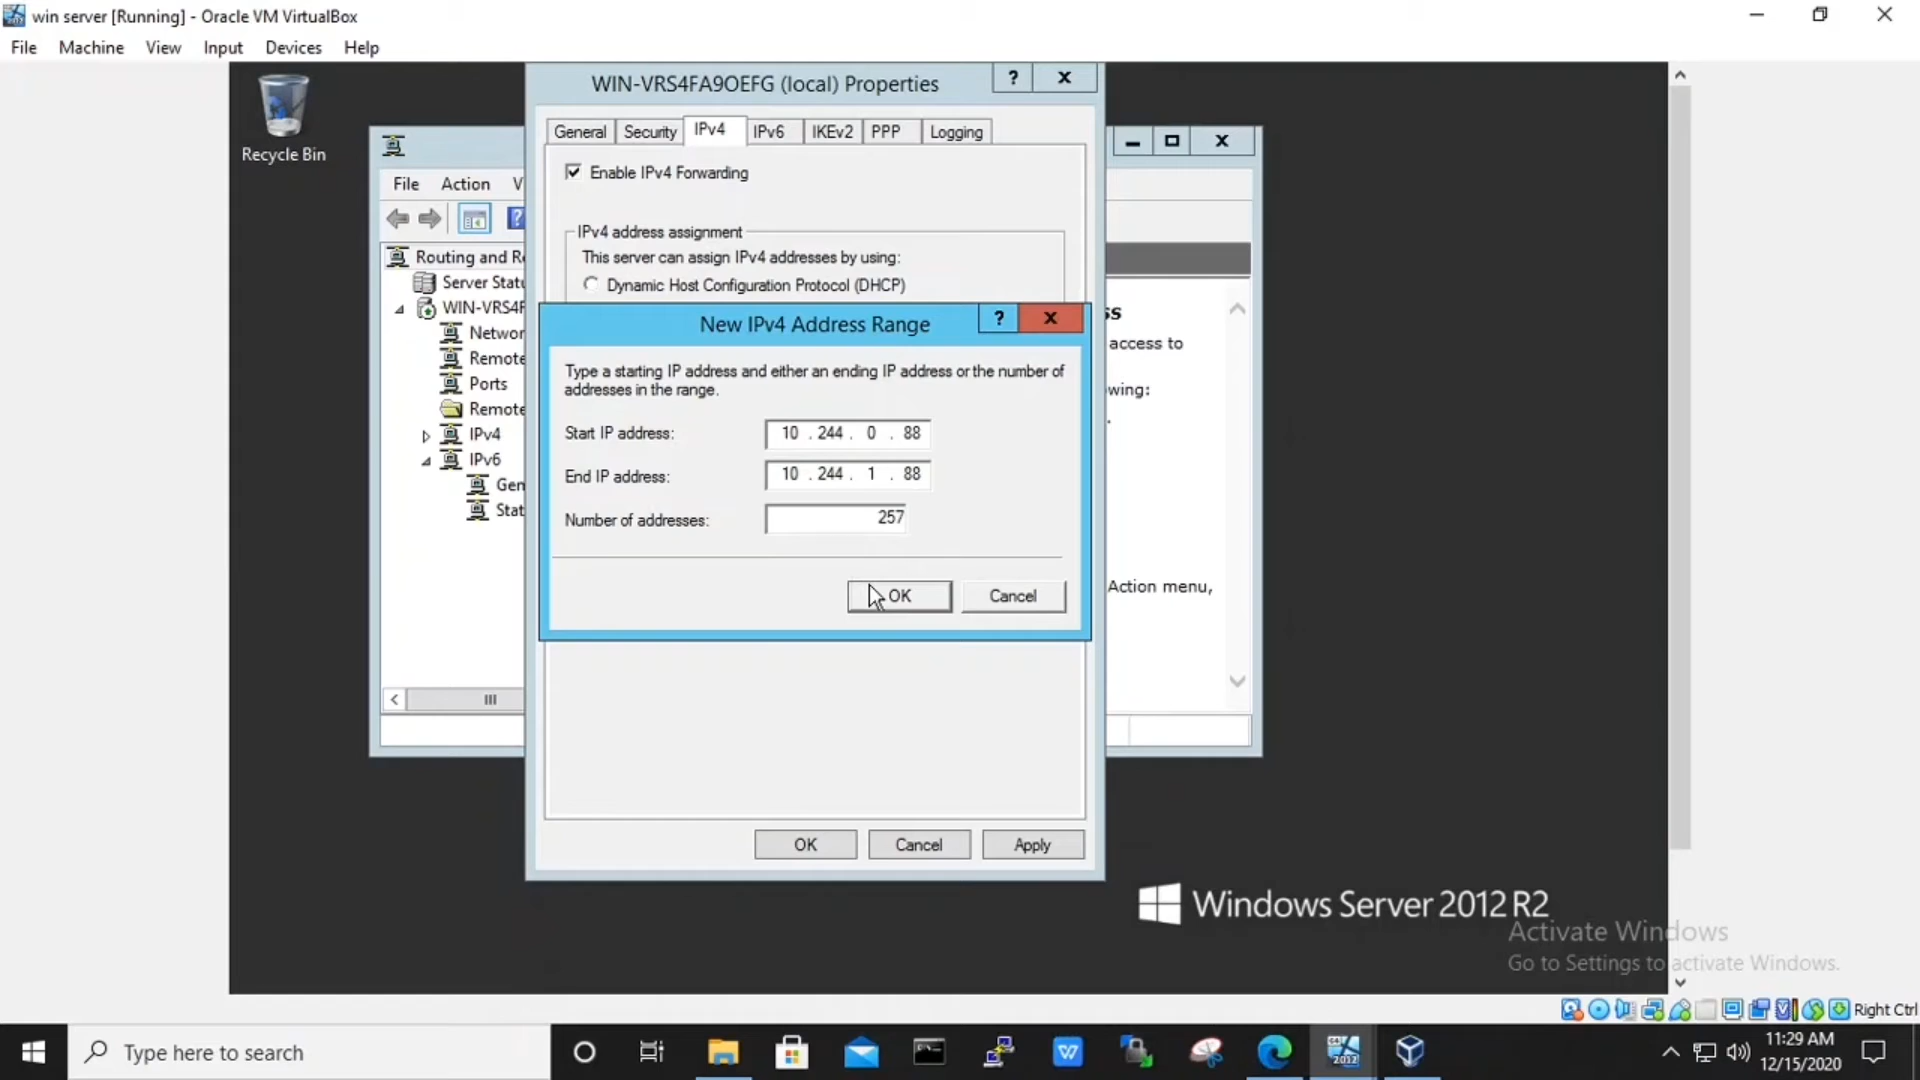 win server [Running] - Oracle VM VirtualBox
File Machine View Input Devices Help
Recycle Bin
WIN-VRS4FA9OEFG (local) Properties
? X
General Security IPv4 IPv6 IKEv2 PPP Logging
Enable IPv4 Forwarding
IPv4 address assignment
This server can assign IPv4 addresses by using:
Dynamic Host Configuration Protocol (DHCP)
File Action V
Routing and Re
Server Statu
WIN-VRS4F
Networ
Remote
Ports
Remote
IPv4
IPv6
Gen
Stat
ss
access to
wing:
Action menu,
New IPv4 Address Range
? X
Type a starting IP address and either an ending IP address or the number of
addresses in the range.
Start IP address: 10 . 244 . 0 . 88
End IP address: 10 . 244 . 1 . 88
Number of addresses: 257
OK Cancel
OK Cancel Apply
Windows Server 2012 R2
Activate Windows
Go to Settings to activate Windows.
Right Ctrl
Type here to search
2012
11:29 AM
12/15/2020